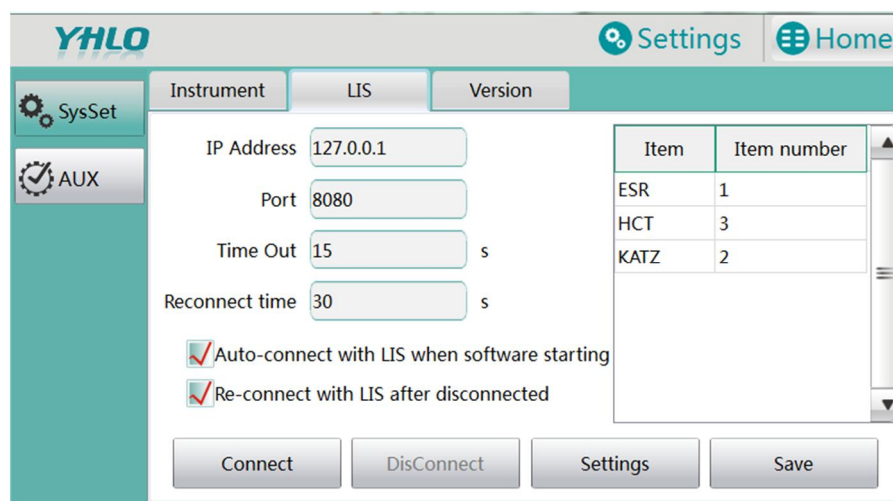 YHLO
Settings
Home
SysSet
AUX
Instrument LIS Version
IP Address 127.0.0.1
Port 8080
Time Out 15 s
Reconnect time 30 s
Auto-connect with LIS when software starting
Re-connect with LIS after disconnected
Item Item number
ESR 1
HCT 3
KATZ 2
Connect DisConnect Settings Save